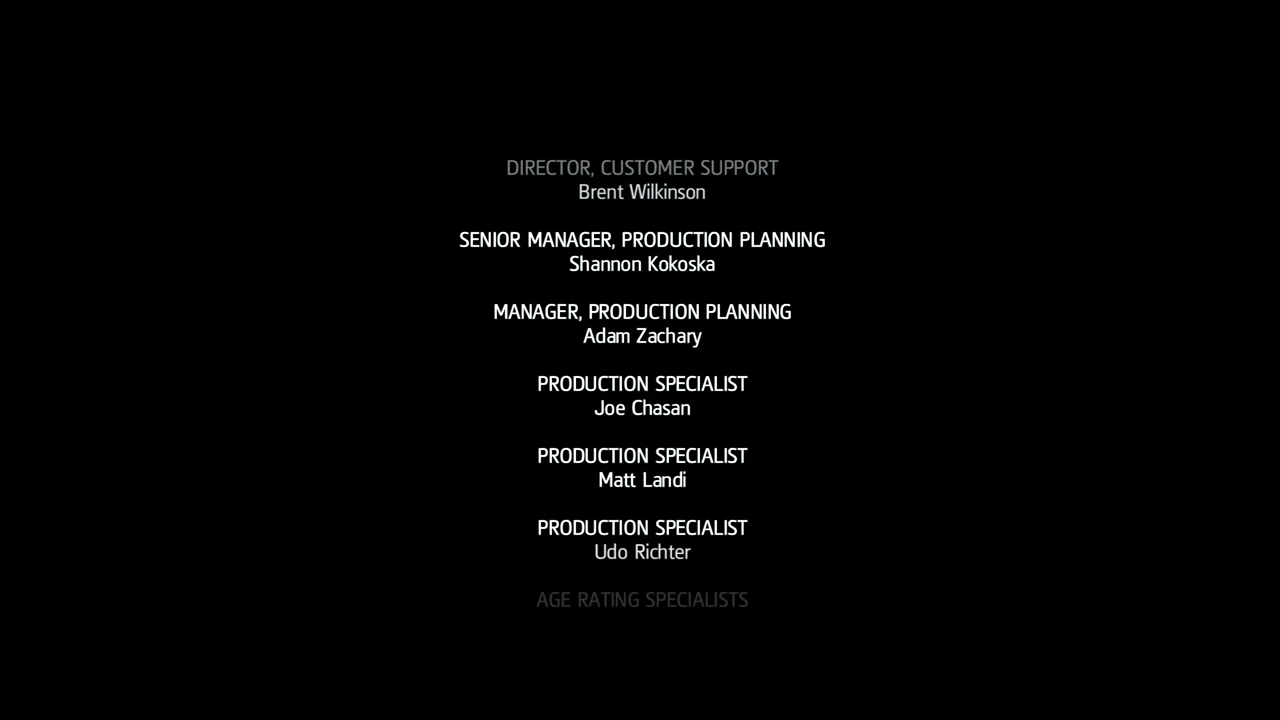 DIRECTOR, CUSTOMER SUPPORT
Brent Wilkinson
SENIOR MANAGER, PRODUCTION PLANNING
Shannon Kokoska
MANAGER, PRODUCTION PLANNING
Adam Zachary
PRODUCTION SPECIALIST
Joe Chasan
PRODUCTION SPECIALIST
Matt Landi
PRODUCTION SPECIALIST
Udo Richter
AGE RATING SPECIALISTS